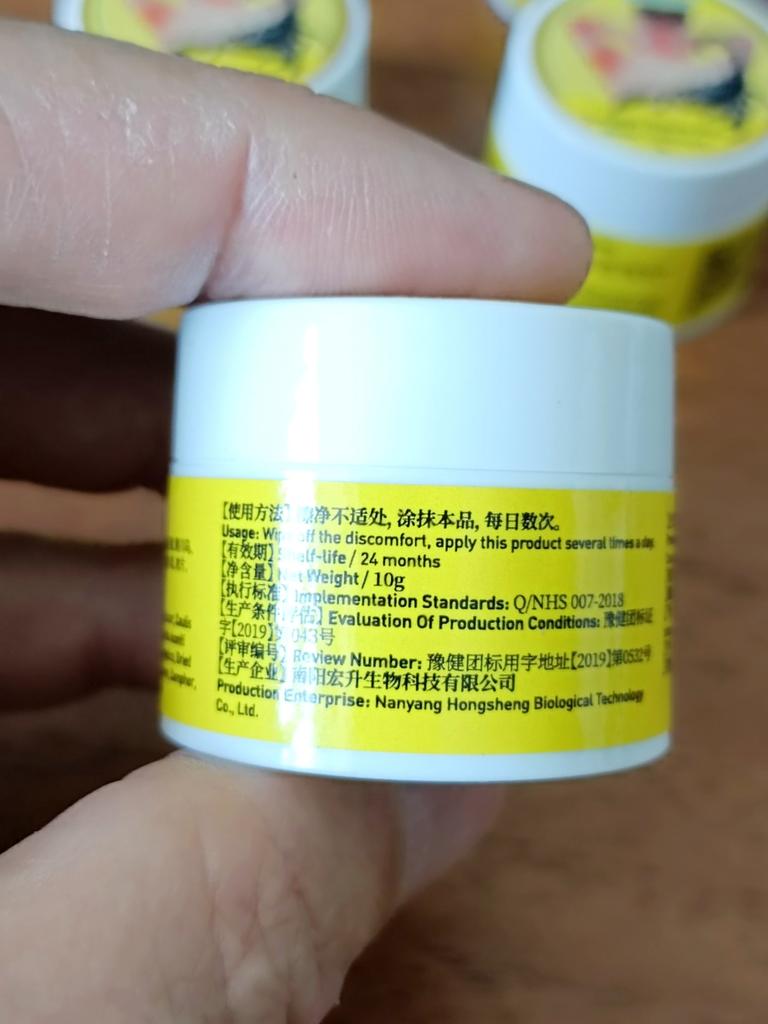 【使用方法】擦净不适处, 涂抹本品, 每日数次。
Usage: Wipe off the discomfort, apply this product several times a day.
【有效期】Shelf-life / 24 months
【净含量】Net Weight / 10g
【执行标准】Implementation Standards: Q/NHS 007-2018
【生产条件评估】Evaluation Of Production Conditions: 豫健团标证
字【2019】第043号
【评审编号】Review Number: 豫健团标用字地址【2019】第0532号
【生产企业】南阳宏升生物科技有限公司
Production Enterprise: Nanyang Hongsheng Biological Technology
Co., Ltd.